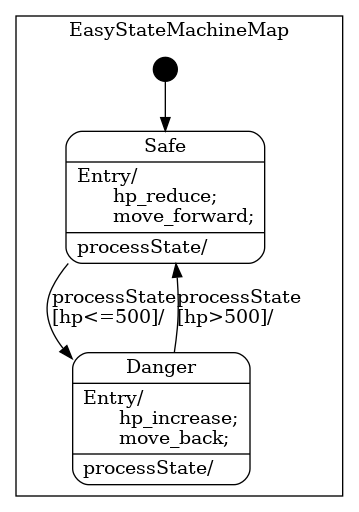 EasyStateMachineMap
Safe
Entry/
hp_reduce;
move_forward;
processState/
processState
[hp<=500]/
processState
[hp>500]/
Danger
Entry/
hp_increase;
move_back;
processState/